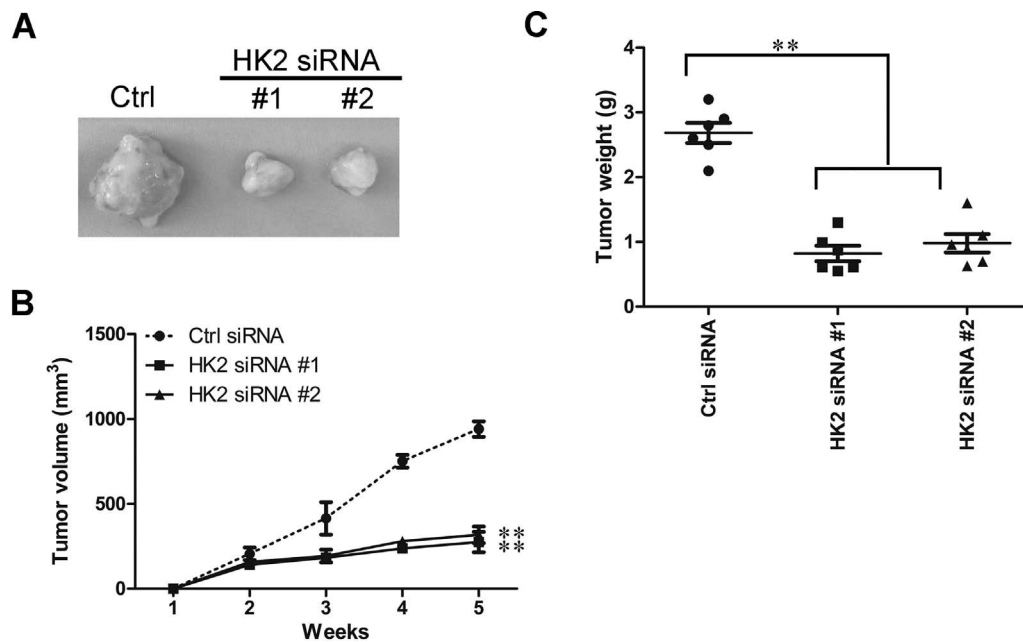 A
HK2 siRNA
Ctrl #1 #2
B
Tumor volume (mm³)
1500
1000
500
0
Ctrl siRNA
HK2 siRNA #1
HK2 siRNA #2
**
**
1 2 3 4 5
Weeks
C
Tumor weight (g)
4
3
2
1
0
**
Ctrl siRNA
HK2 siRNA #1
HK2 siRNA #2